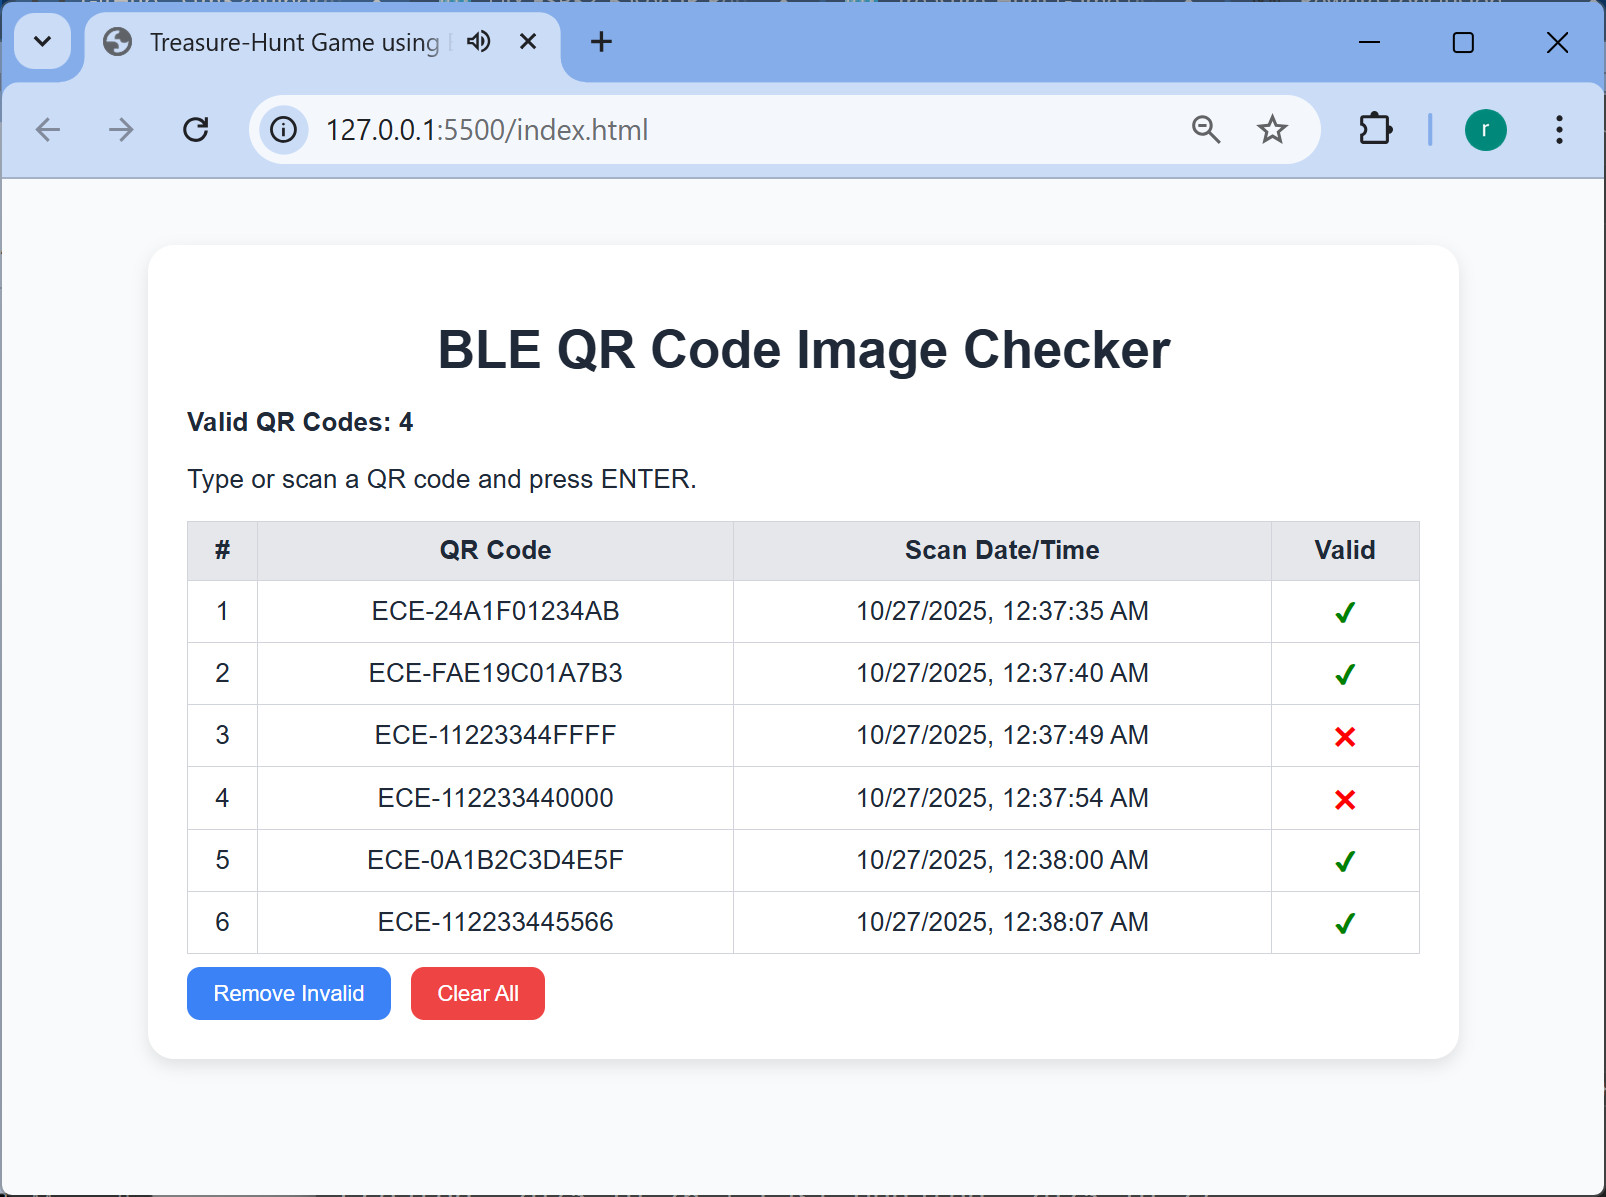 Treasure-Hunt Game using
127.0.0.1:5500/index.html
r
BLE QR Code Image Checker
Valid QR Codes: 4
Type or scan a QR code and press ENTER.
# QR Code Scan Date/Time Valid
1 ECE-24A1F01234AB 10/27/2025, 12:37:35 AM ✔
2 ECE-FAE19C01A7B3 10/27/2025, 12:37:40 AM ✔
3 ECE-11223344FFFF 10/27/2025, 12:37:49 AM ✕
4 ECE-112233440000 10/27/2025, 12:37:54 AM ✕
5 ECE-0A1B2C3D4E5F 10/27/2025, 12:38:00 AM ✔
6 ECE-112233445566 10/27/2025, 12:38:07 AM ✔
Remove Invalid Clear All